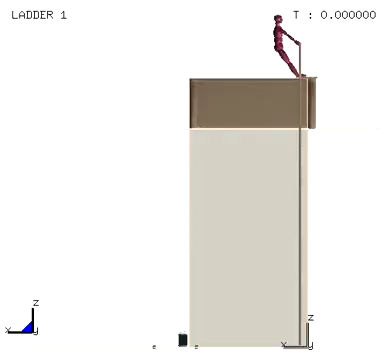 LADDER 1
T : 0.000000
z
x
y
z
x
y